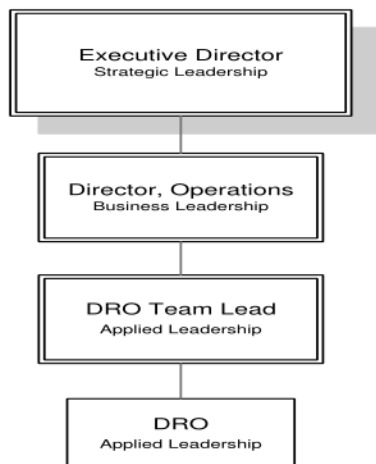 Executive Director
Strategic Leadership
Director, Operations
Business Leadership
DRO Team Lead
Applied Leadership
DRO
Applied Leadership